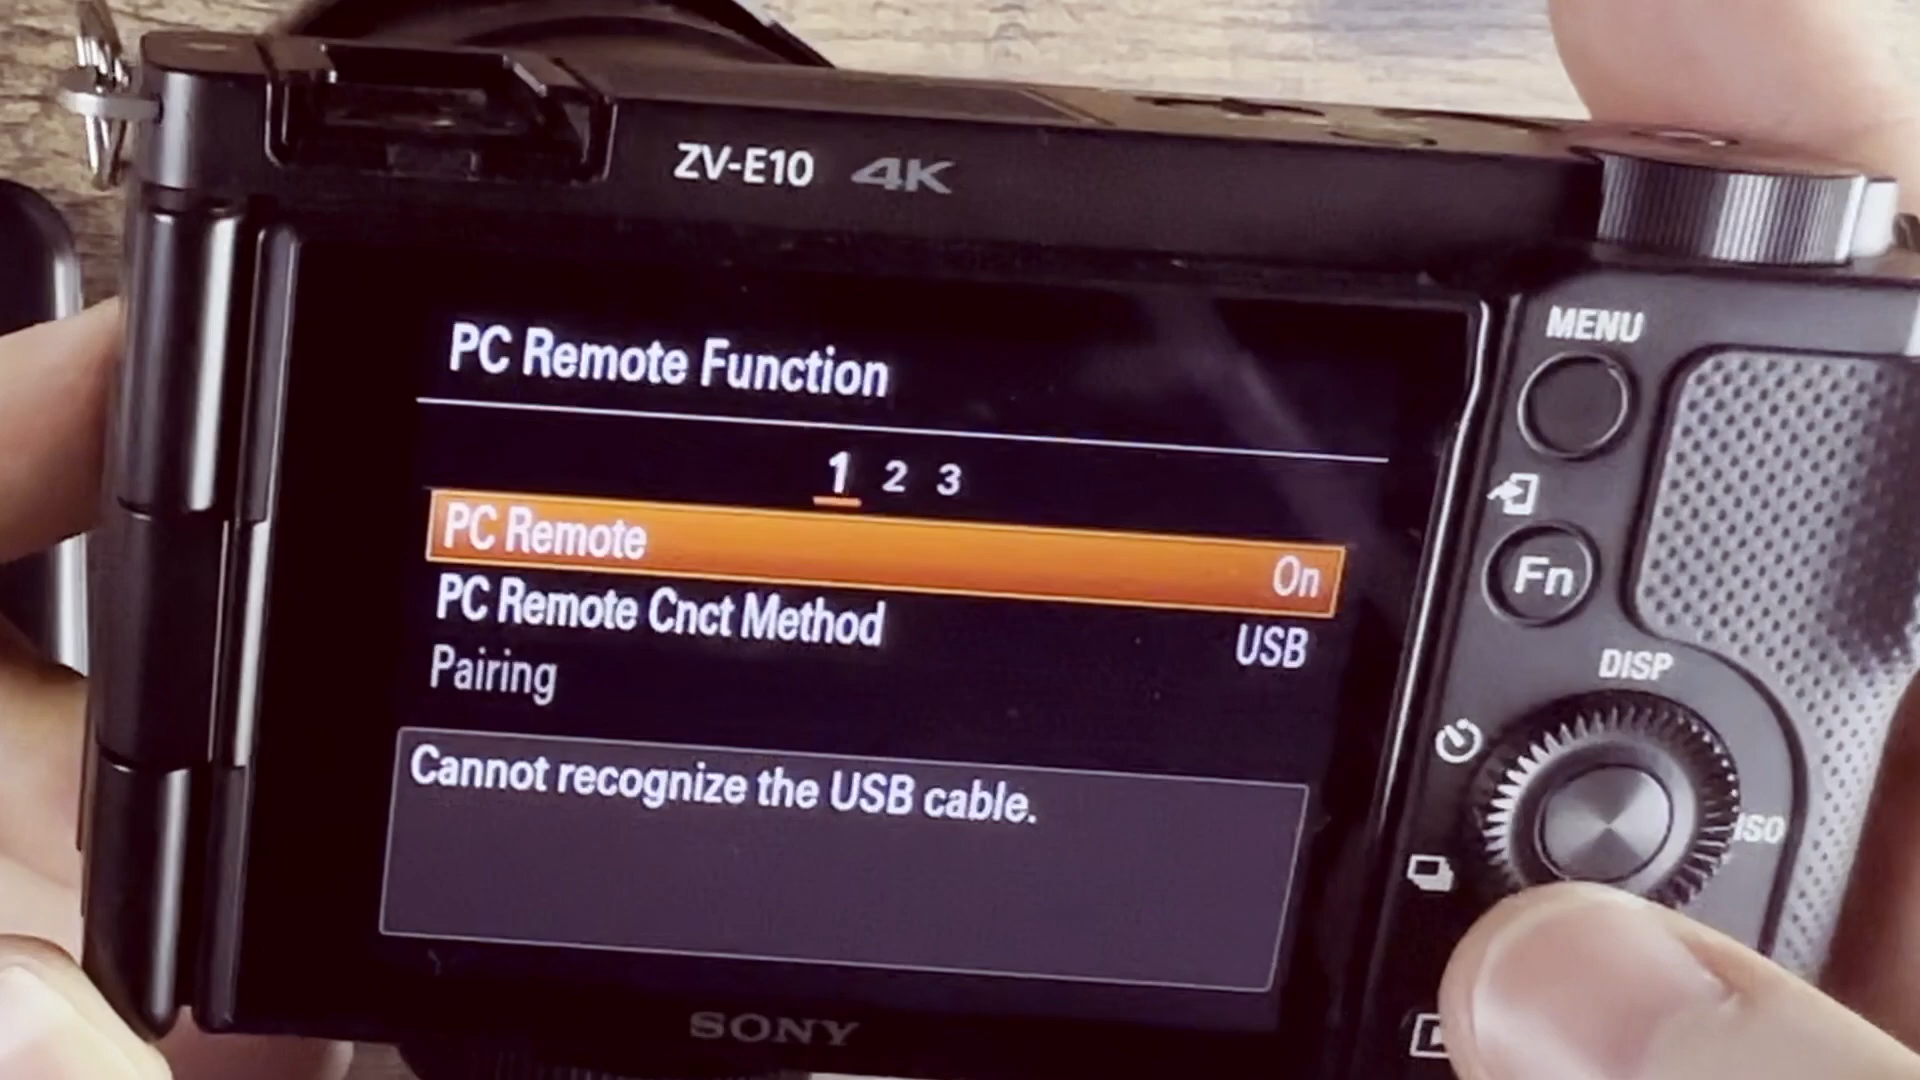 ZV-E10 4K
MENU
PC Remote Function
1 2 3
PC Remote On
Fn
PC Remote Cnct Method USB
DISP
Pairing
Cannot recognize the USB cable.
ISO
SONY